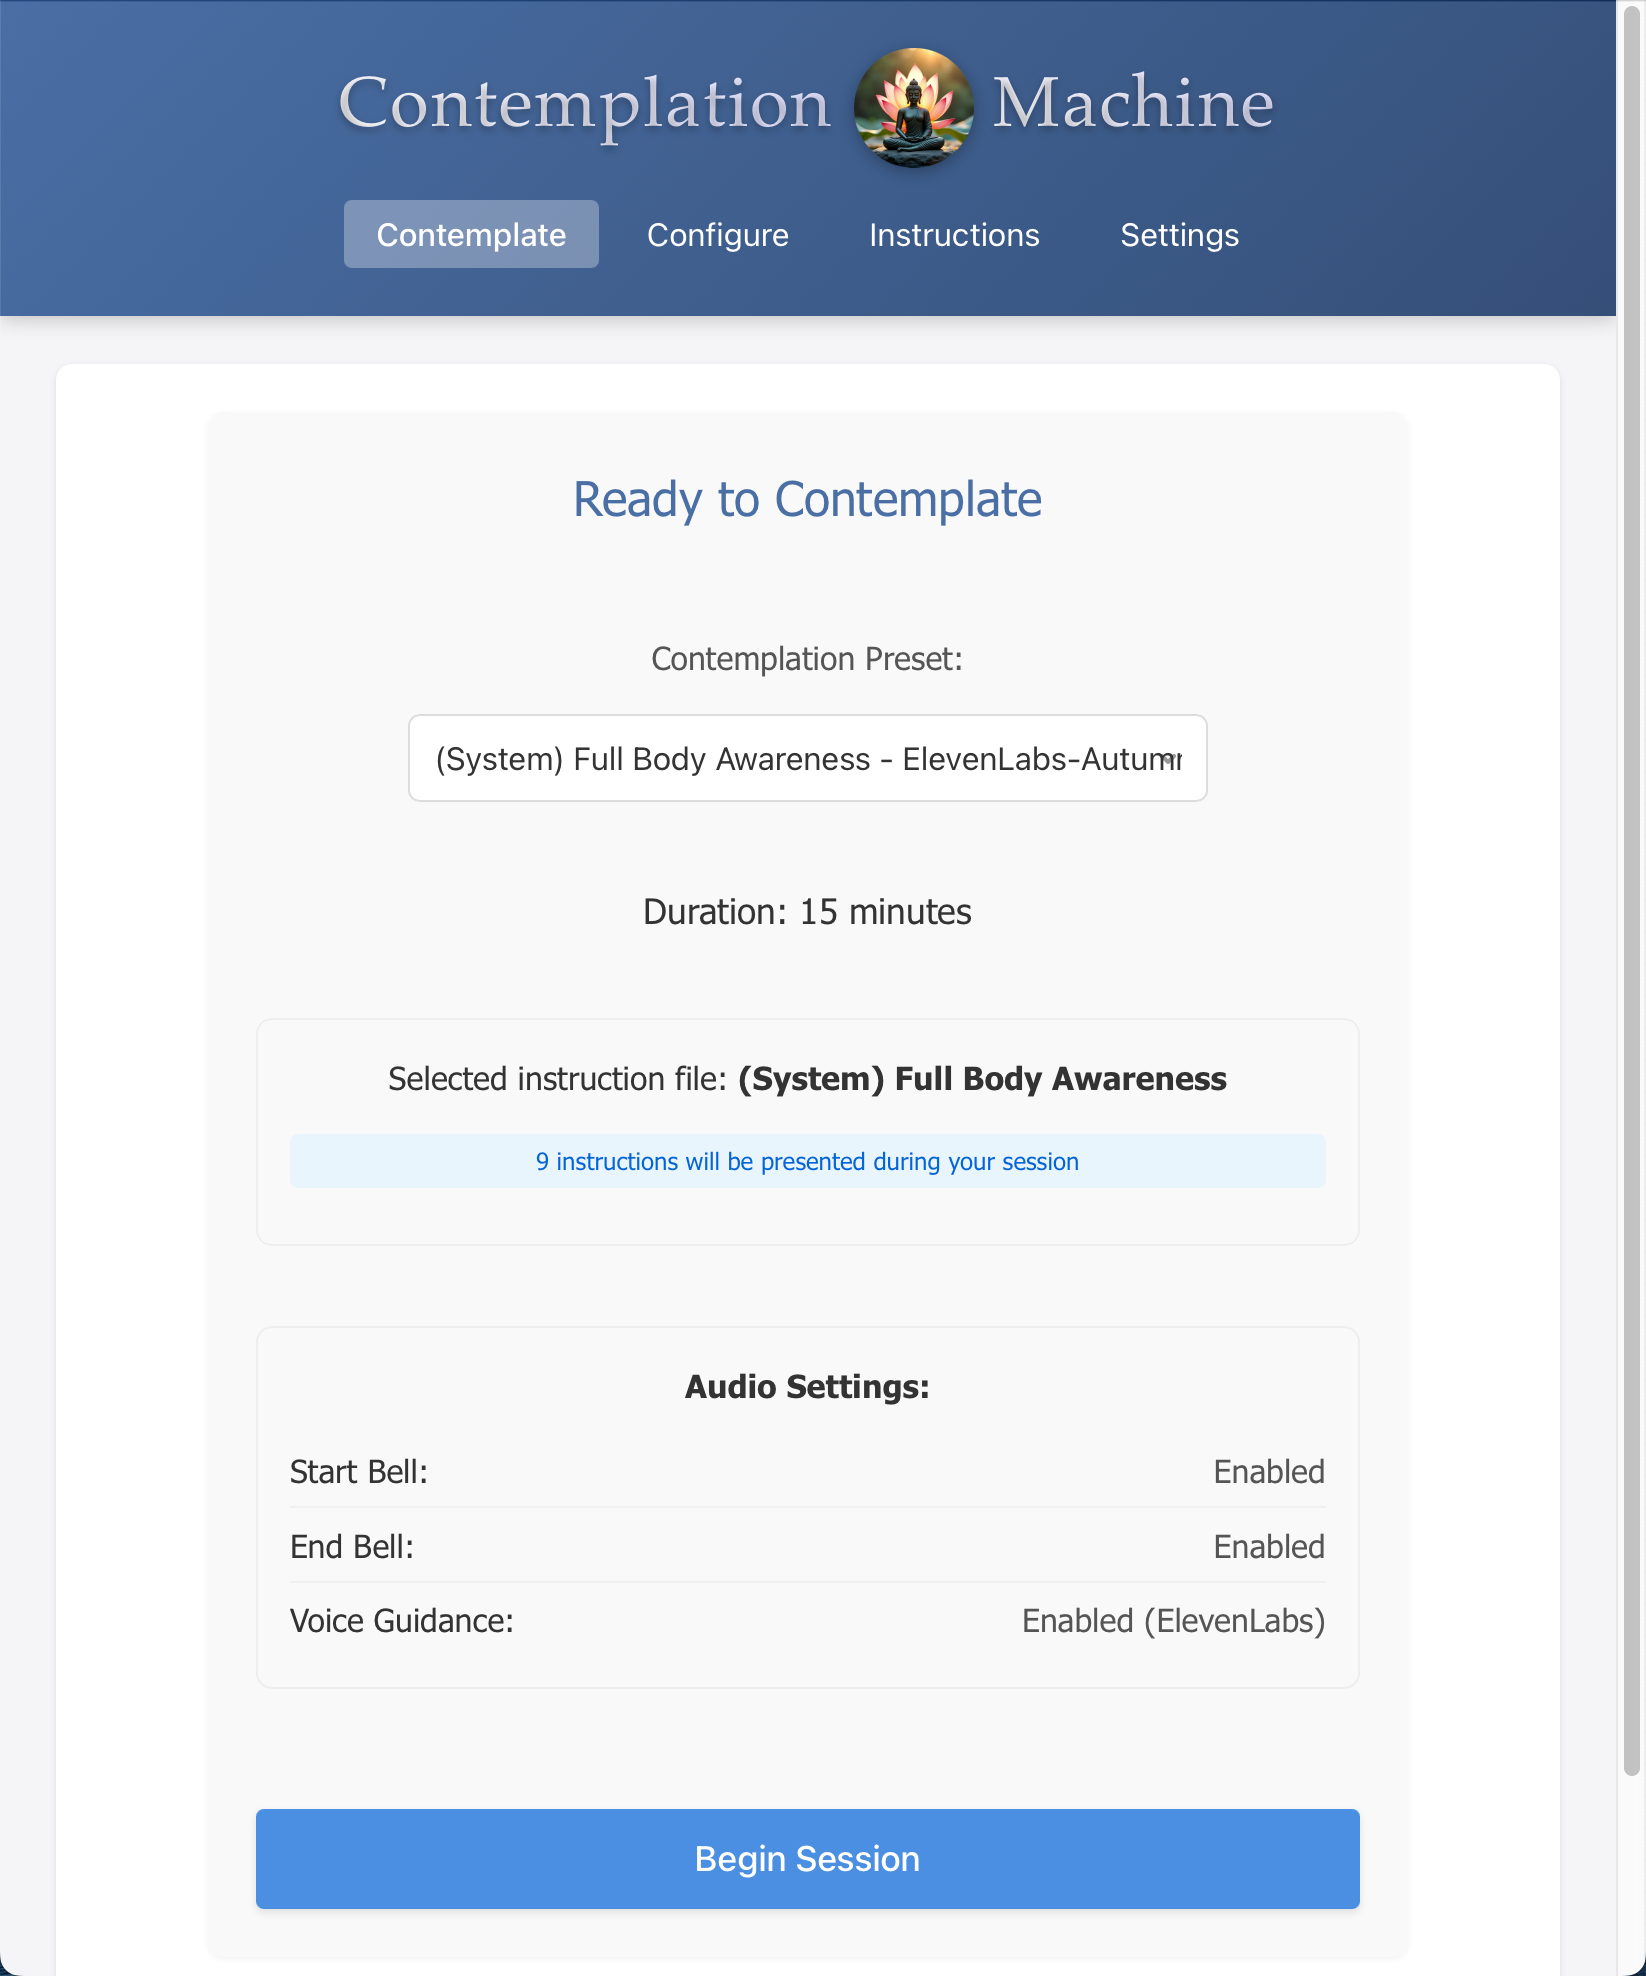 Contemplation Machine
Contemplate Configure Instructions Settings
Ready to Contemplate
Contemplation Preset:
(System) Full Body Awareness - ElevenLabs-Autum
Duration: 15 minutes
Selected instruction file: (System) Full Body Awareness
9 instructions will be presented during your session
Audio Settings:
Start Bell: Enabled
End Bell: Enabled
Voice Guidance: Enabled (ElevenLabs)
Begin Session